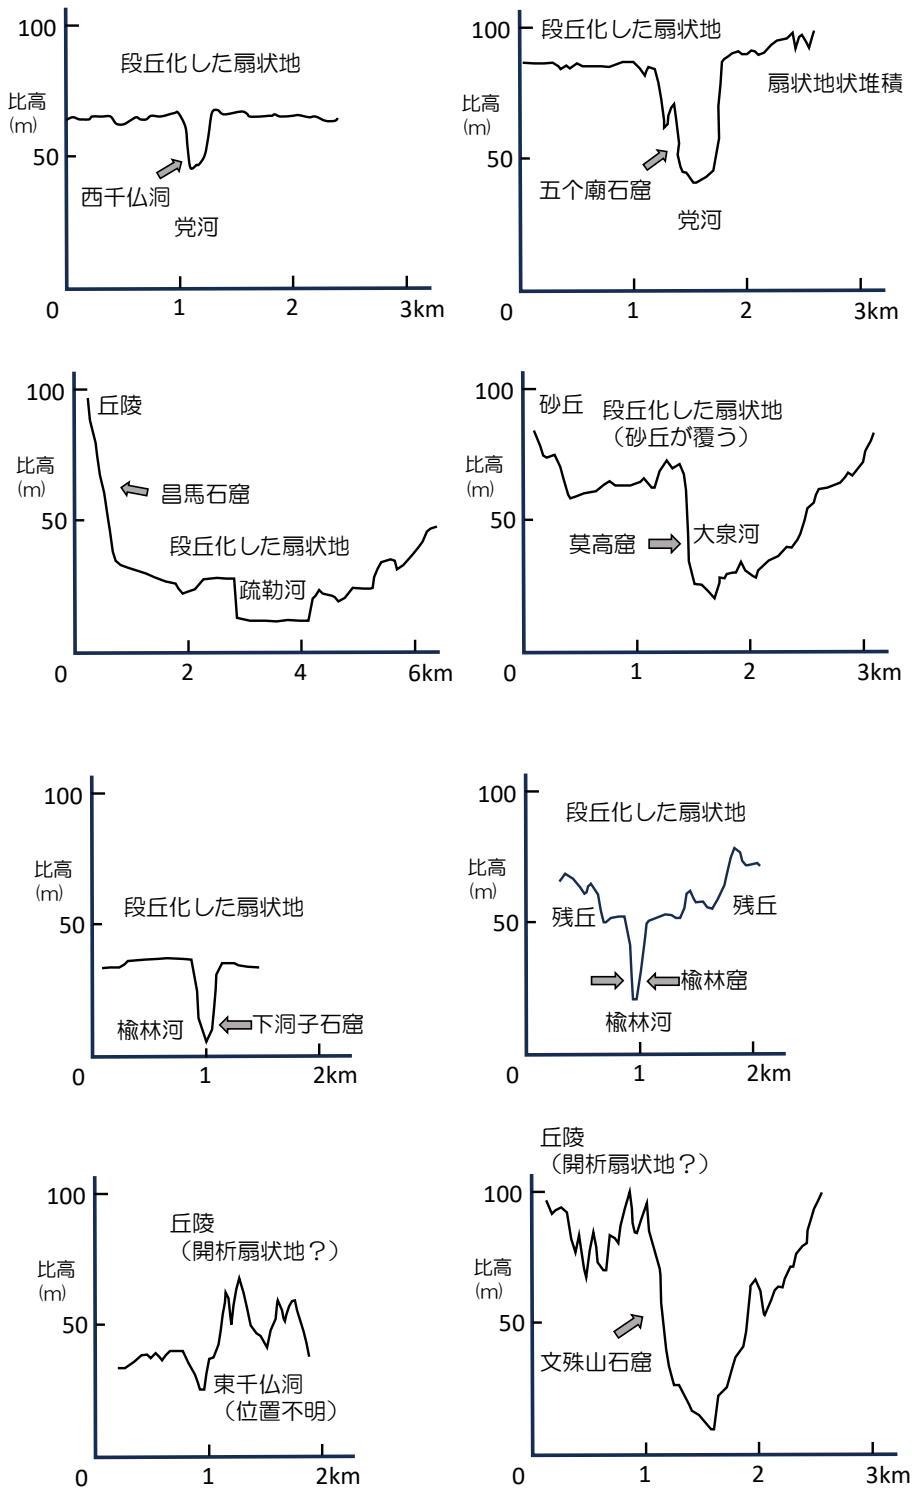 100
段丘化した扇状地
比高
(m)
50
西千仏洞
党河
0
1
2
3km
100
段丘化した扇状地
扇状地状堆積
比高
(m)
50
五个廟石窟
党河
0
1
2
3km
100
丘陵
比高
(m)
昌馬石窟
50
段丘化した扇状地
疏勒河
0
2
4
6km
100
砂丘
段丘化した扇状地
（砂丘が覆う）
比高
(m)
50
莫高窟
大泉河
0
1
2
3km
100
比高
(m)
段丘化した扇状地
50
楡林河
下洞子石窟
0
1
2km
100
段丘化した扇状地
比高
(m)
残丘
残丘
50
楡林窟
楡林河
0
1
2km
100
丘陵
（開析扇状地？）
比高
(m)
50
東千仏洞
（位置不明）
0
1
2km
丘陵
（開析扇状地？）
100
比高
(m)
50
文殊山石窟
0
1
2
3km